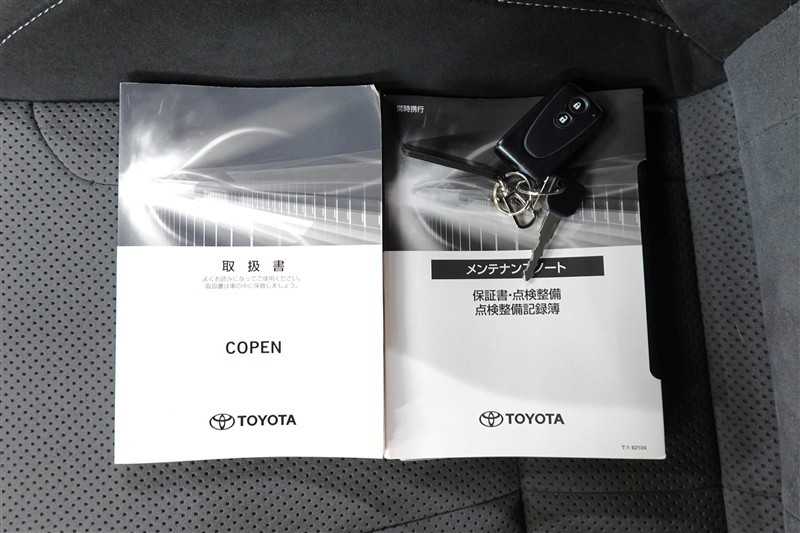 取扱書
よくお読みになってご使用ください。
取扱書は車の中に保管しましょう。
COPEN
TOYOTA
常時携行
メンテナンスノート
保証書・点検整備
点検整備記録簿
TOYOTA
T-1 82194